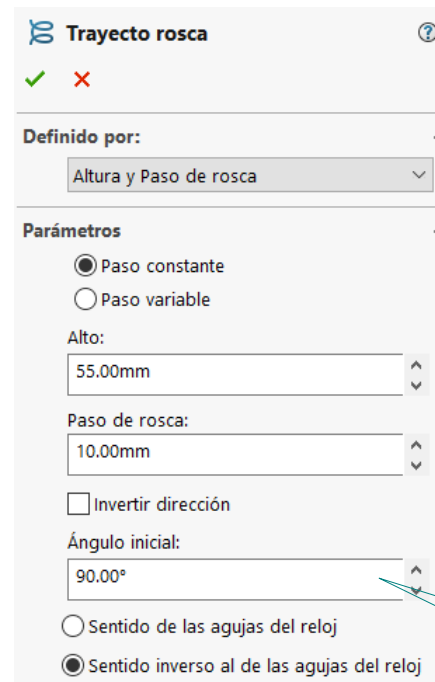 Trayecto rosca
Definido por:
Altura y Paso de rosca
Parámetros
Paso constante
Paso variable
Alto:
55.00mm
Paso de rosca:
10.00mm
Invertir dirección
Ángulo inicial:
90.00°
Sentido de las agujas del reloj
Sentido inverso al de las agujas del reloj